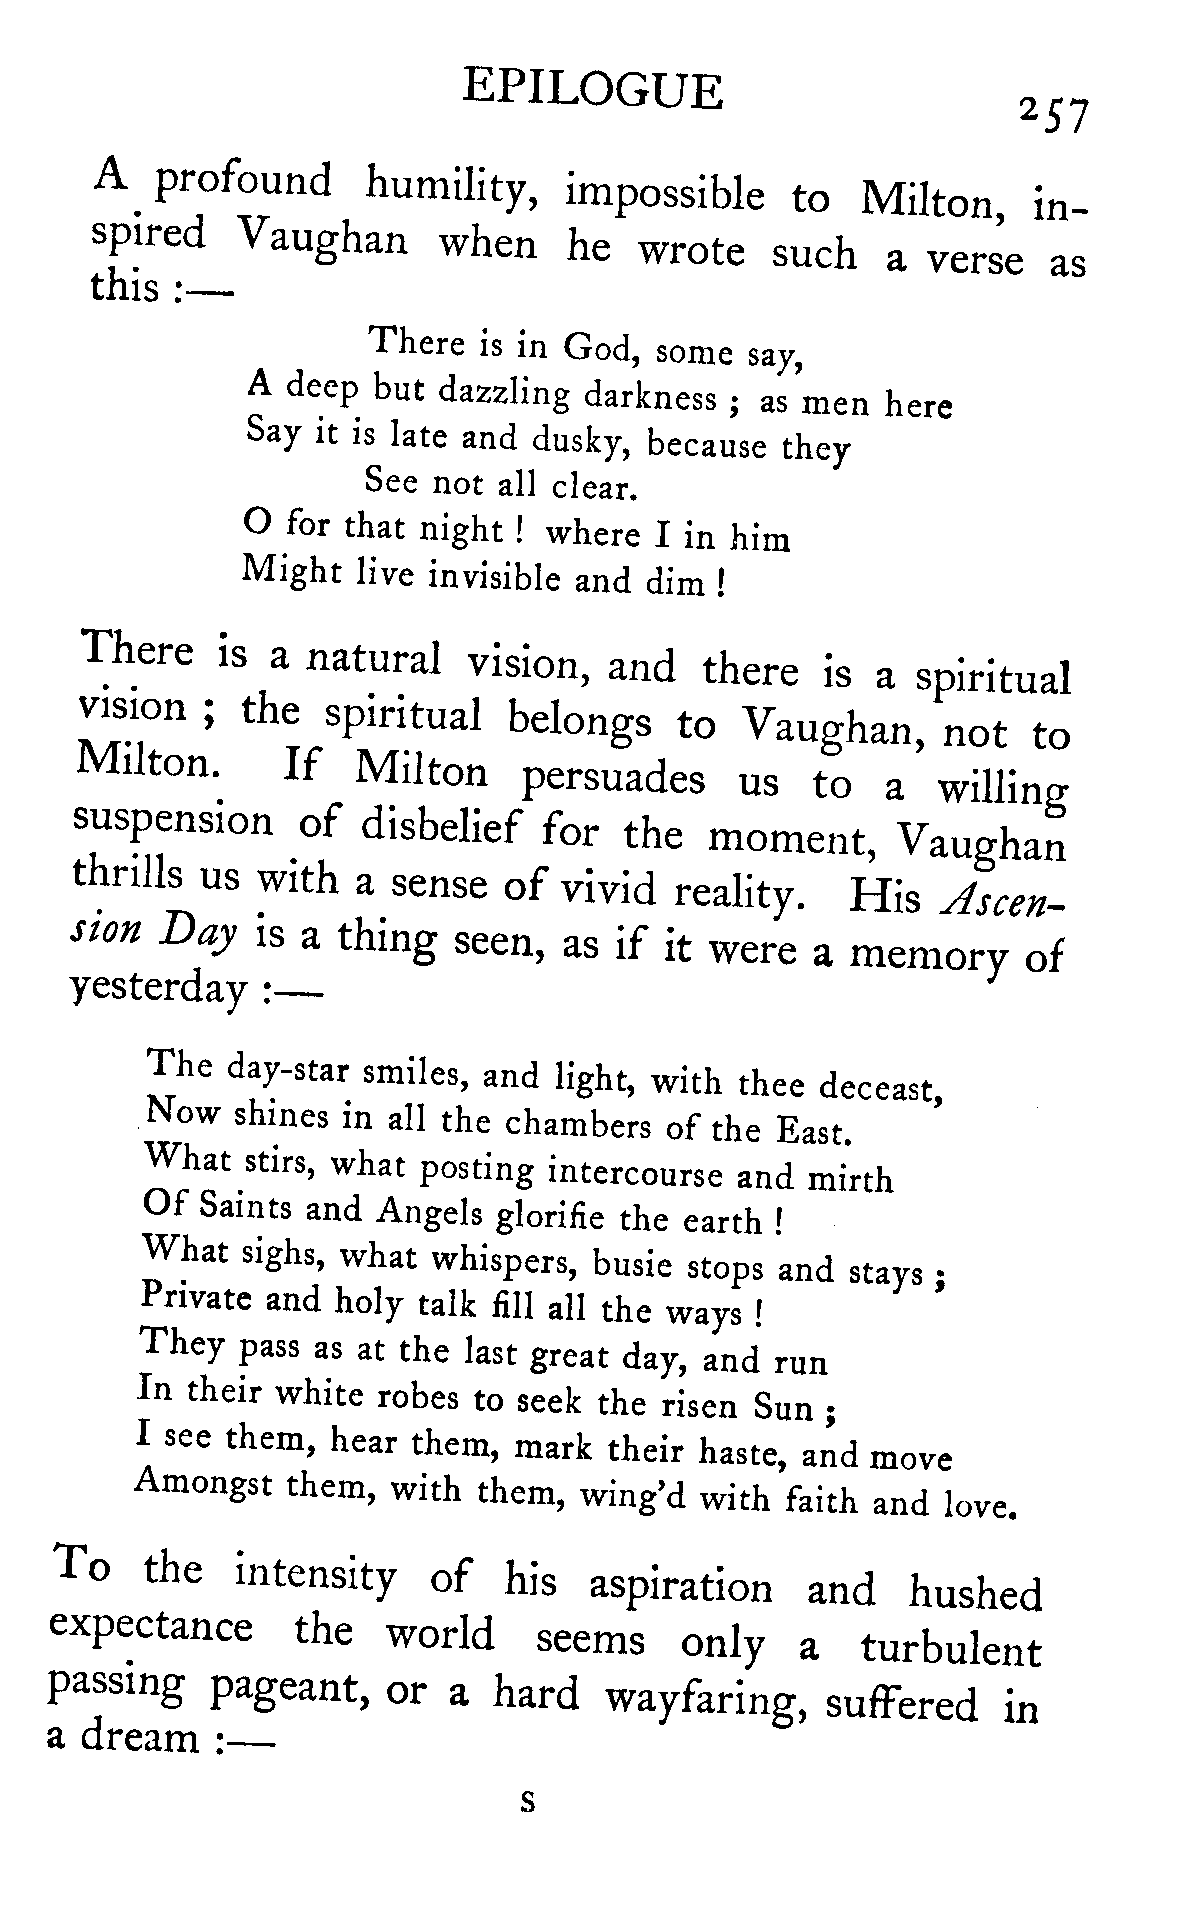 EPILOGUE 257
A profound humility, impossible to Milton, in-
spired Vaughan when he wrote such a verse as
this :—
There is in God, some say,
A deep but dazzling darkness ; as men here
Say it is late and dusky, because they
See not all clear.
O for that night ! where I in him
Might live invisible and dim !
There is a natural vision, and there is a spiritual
vision ; the spiritual belongs to Vaughan, not to
Milton. If Milton persuades us to a willing
suspension of disbelief for the moment, Vaughan
thrills us with a sense of vivid reality. His Ascen-
sion Day is a thing seen, as if it were a memory of
yesterday :—
The day-star smiles, and light, with thee deceast,
Now shines in all the chambers of the East.
What stirs, what posting intercourse and mirth
Of Saints and Angels glorifie the earth !
What sighs, what whispers, busie stops and stays ;
Private and holy talk fill all the ways !
They pass as at the last great day, and run
In their white robes to seek the risen Sun ;
I see them, hear them, mark their haste, and move
Amongst them, with them, wing'd with faith and love.
To the intensity of his aspiration and hushed
expectance the world seems only a turbulent
passing pageant, or a hard wayfaring, suffered in
a dream :—
S